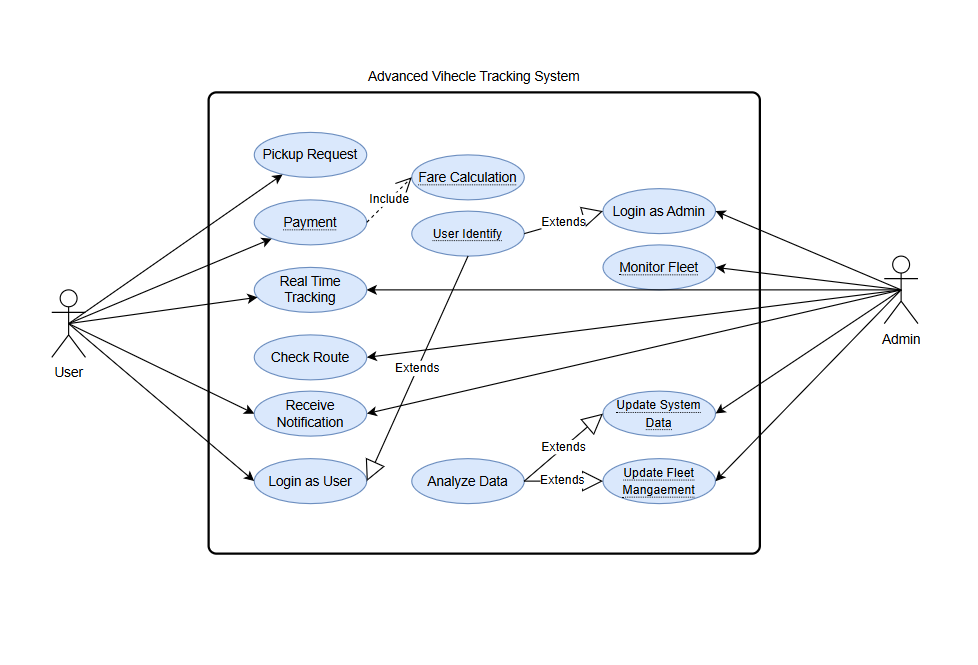 Advanced Vihecle Tracking System
Pickup Request
Fare Calculation
Include
Payment
User Identify
Extends
Login as Admin
Monitor Fleet
Real Time
Tracking
User
Admin
Check Route
Extends
Receive
Notification
Update System
Data
Extends
Login as User
Analyze Data
Extends
Update Fleet
Mangaement